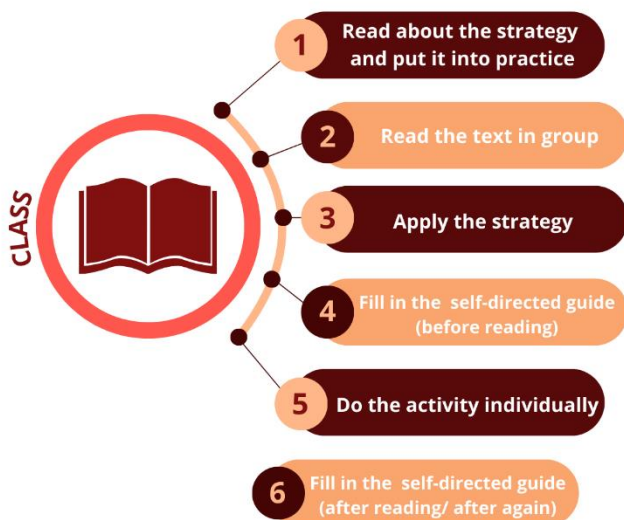 CLASS
1
Read about the strategy
and put it into practice
2
Read the text in group
3
Apply the strategy
4
Fill in the self-directed guide
(before reading)
5
Do the activity individually
6
Fill in the self-directed guide
(after reading/ after again)